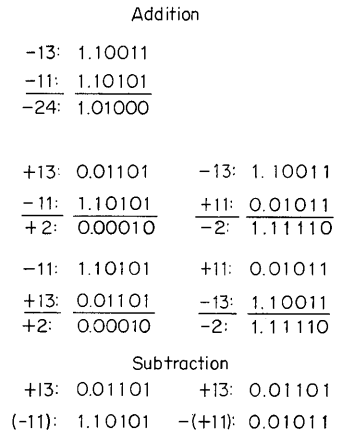 Addition
-13: 1.10011
-11: 1.10101
-24: 1.01000
+13: 0.01101 -13: 1.10011
-11: 1.10101 +11: 0.01011
+2: 0.00010 -2: 1.11110
-11: 1.10101 +11: 0.01011
+13: 0.01101 -13: 1.10011
+2: 0.00010 -2: 1.11110
Subtraction
+13: 0.01101 +13: 0.01101
(-11): 1.10101 -(+11): 0.01011